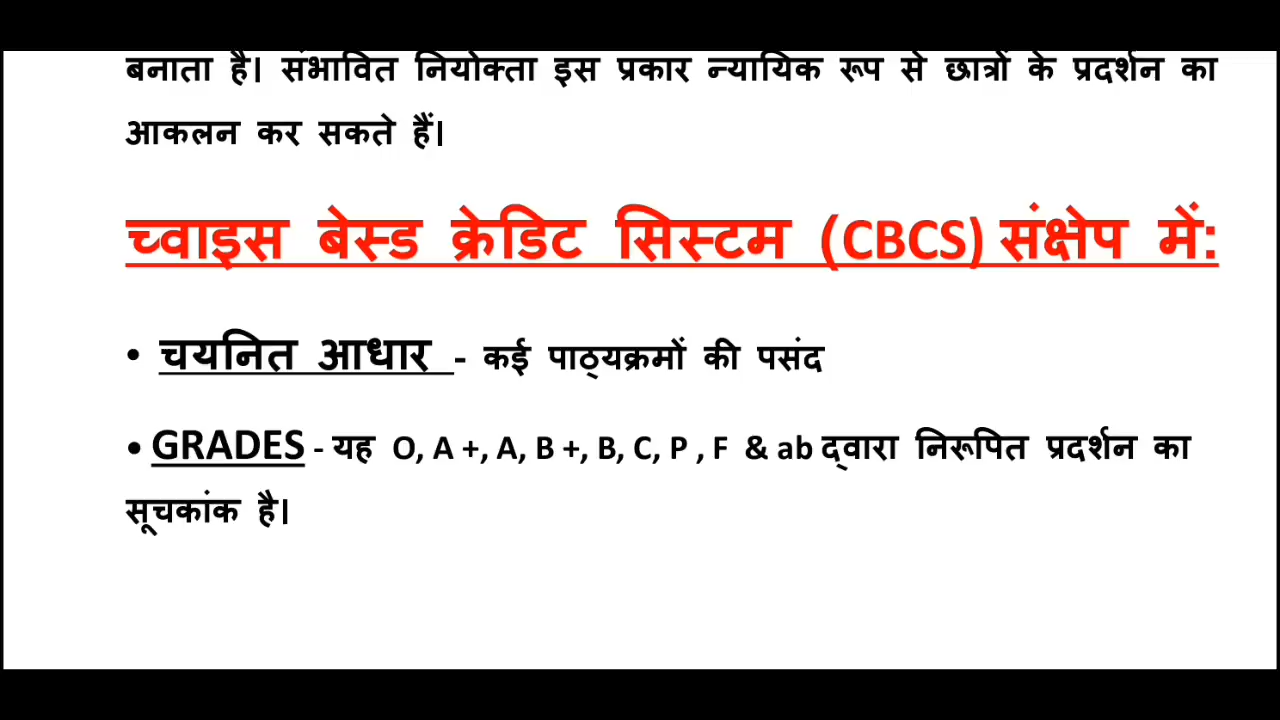 बनाता है। संभावित नियोक्ता इस प्रकार न्यायिक रूप से छात्रों के प्रदर्शन का
आकलन कर सकते हैं।
च्वाइस बेस्ड क्रेडिट सिस्टम (CBCS) संक्षेप में:
• चयनित आधार - कई पाठ्यक्रमों की पसंद
• GRADES - यह O, A +, A, B +, B, C, P , F & ab द्वारा निरूपित प्रदर्शन का
सूचकांक है।